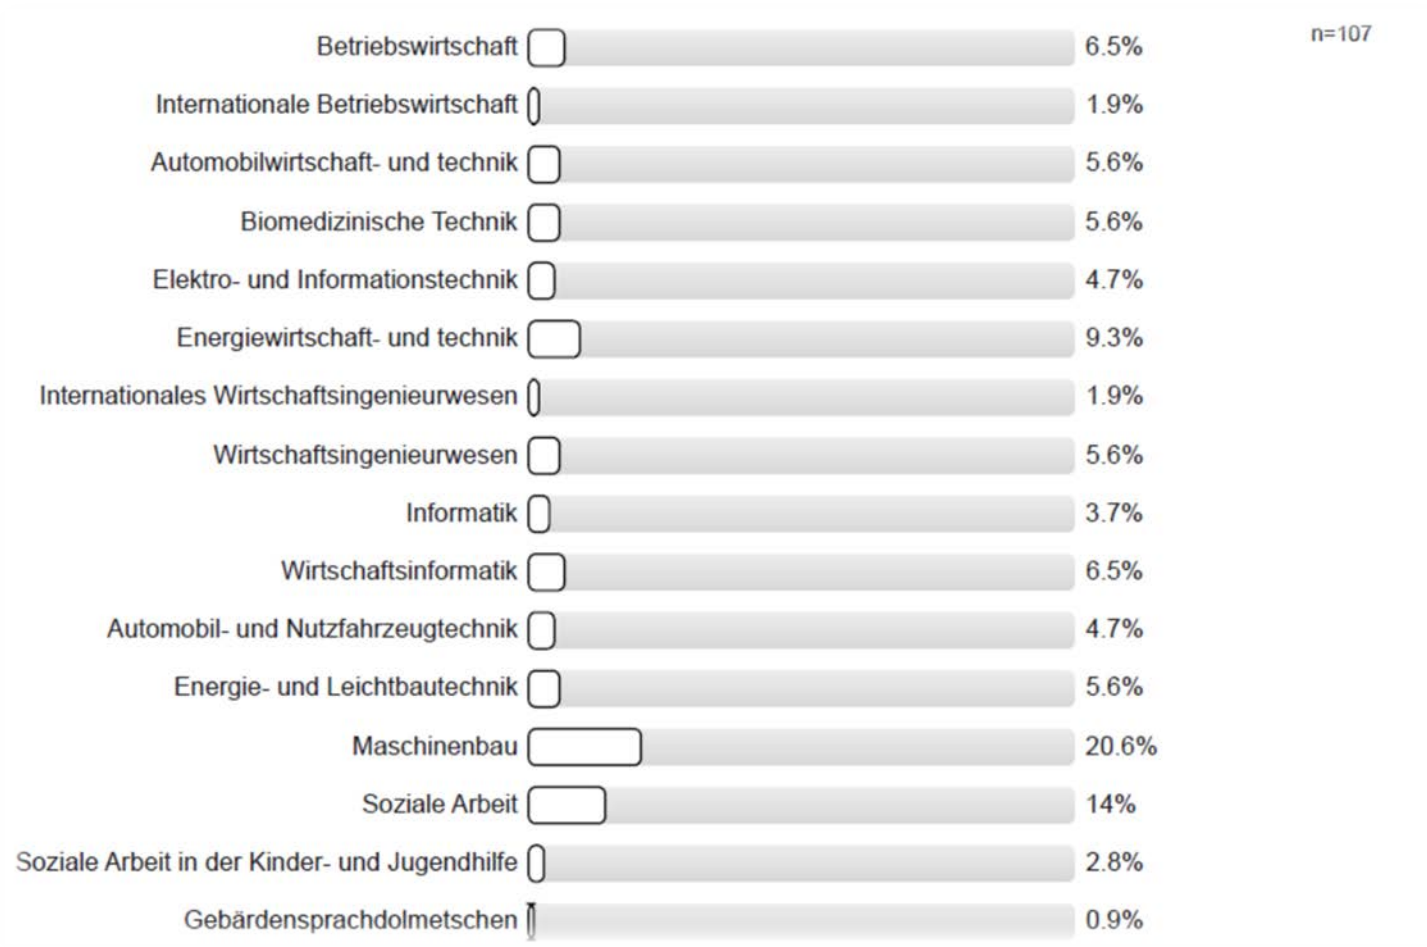 n=107
Betriebswirtschaft 6.5%
Internationale Betriebswirtschaft 1.9%
Automobilwirtschaft- und technik 5.6%
Biomedizinische Technik 5.6%
Elektro- und Informationstechnik 4.7%
Energiewirtschaft- und technik 9.3%
Internationales Wirtschaftsingenieurwesen 1.9%
Wirtschaftsingenieurwesen 5.6%
Informatik 3.7%
Wirtschaftsinformatik 6.5%
Automobil- und Nutzfahrzeugtechnik 4.7%
Energie- und Leichtbautechnik 5.6%
Maschinenbau 20.6%
Soziale Arbeit 14%
Soziale Arbeit in der Kinder- und Jugendhilfe 2.8%
Gebärdensprachdolmetschen 0.9%